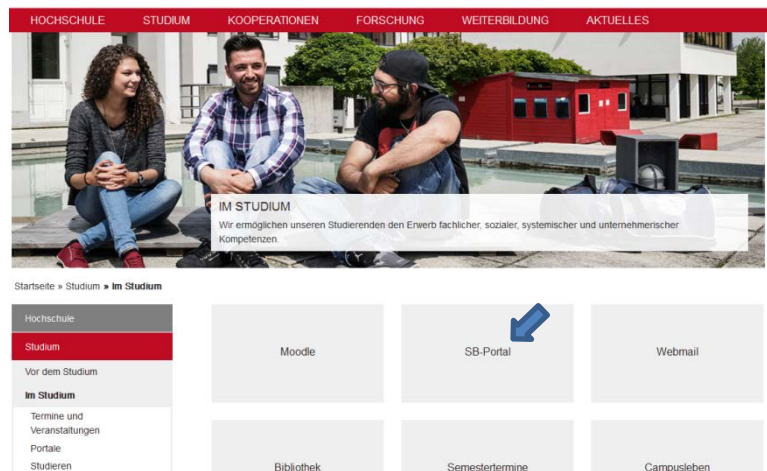 HOCHSCHULE STUDIUM KOOPERATIONEN FORSCHUNG WEITERBILDUNG AKTUELLES
IM STUDIUM
Wir ermöglichen unseren Studierenden den Erwerb fachlicher, sozialer, systemischer und unternehmerischer
Kompetenzen.
Startseite » Studium » Im Studium
Hochschule
Studium
Vor dem Studium
Im Studium
Termine und
Veranstaltungen
Portale
Studieren
Moodle SB-Portal Webmail
Bibliothek Semestertermine Campusleben